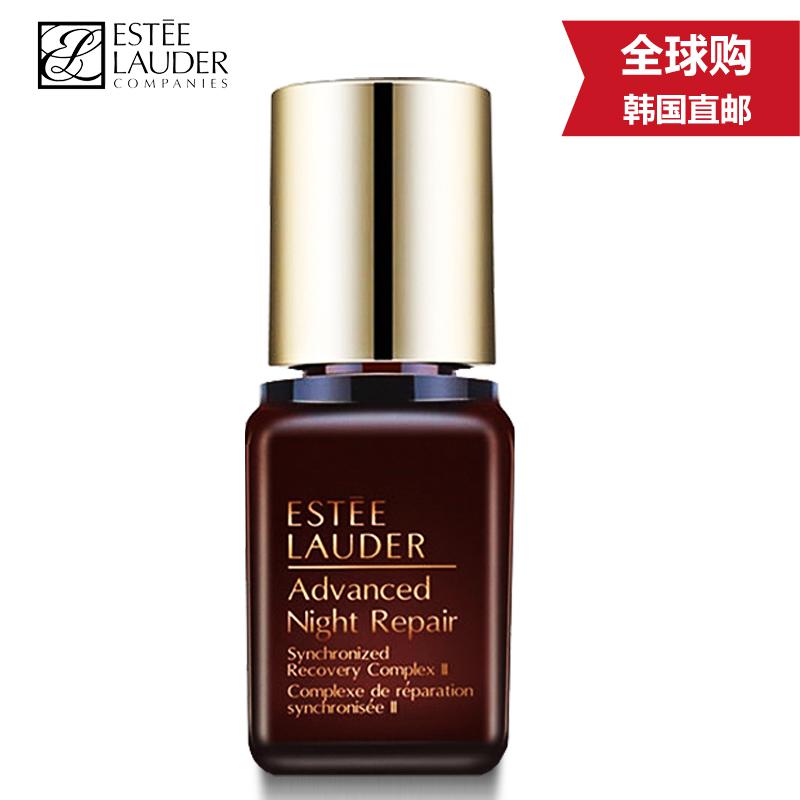 ESTĒE
LAUDER
COMPANIES
全球购
韩国直邮
ESTĒE
LAUDER
Advanced
Night Repair
Synchronized
Recovery Complex II
Complexe de réparation
synchronisée II